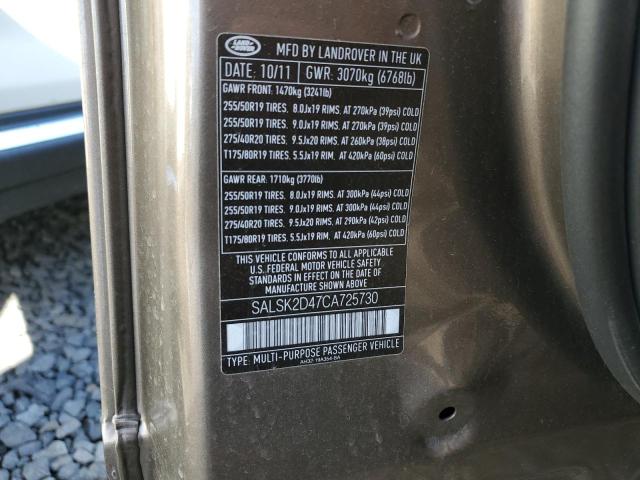 LAND ROVER
MFD BY LANDROVER IN THE UK
DATE: 10/11 GWR: 3070kg (6768lb)
GAWR FRONT: 1470kg (3241lb)
255/50R19 TIRES. 8.0Jx19 RIMS. AT 270kPa (39psi) COLD
255/50R19 TIRES. 9.0Jx19 RIMS. AT 270kPa (39psi) COLD
275/40R20 TIRES. 9.5Jx20 RIMS. AT 260kPa (38psi) COLD
T175/80R19 TIRES. 5.5Jx19 RIM. AT 420kPa (60psi) COLD
GAWR REAR: 1710kg (3770lb)
255/50R19 TIRES. 8.0Jx19 RIMS. AT 300kPa (44psi) COLD
255/50R19 TIRES. 9.0Jx19 RIMS. AT 300kPa (44psi) COLD
275/40R20 TIRES. 9.5Jx20 RIMS. AT 290kPa (42psi) COLD
T175/80R19 TIRES. 5.5Jx19 RIM. AT 420kPa (60psi) COLD
THIS VEHICLE CONFORMS TO ALL APPLICABLE
U.S. FEDERAL MOTOR VEHICLE SAFETY
STANDARDS IN EFFECT ON THE DATE OF
MANUFACTURE SHOWN ABOVE.
SALSK2D47CA725730
TYPE: MULTI-PURPOSE PASSENGER VEHICLE
AH32-19A364-BA